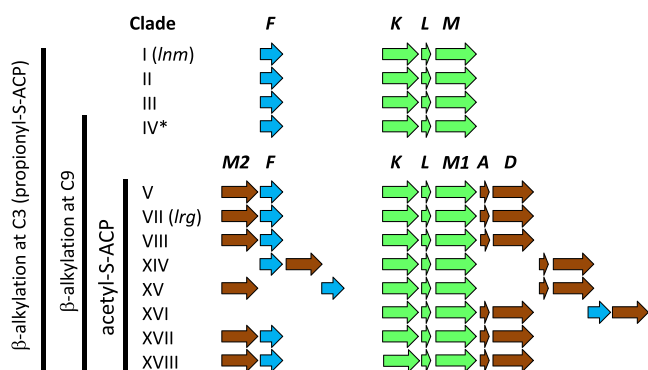 Clade F K L M
I (lnm)
II
III
IV*
M2 F K L M1 A D
V
VII (lrg)
VIII
XIV
XV
XVI
XVII
XVIII
β-alkylation at C3 (propionyl-S-ACP)
β-alkylation at C9
acetyl-S-ACP